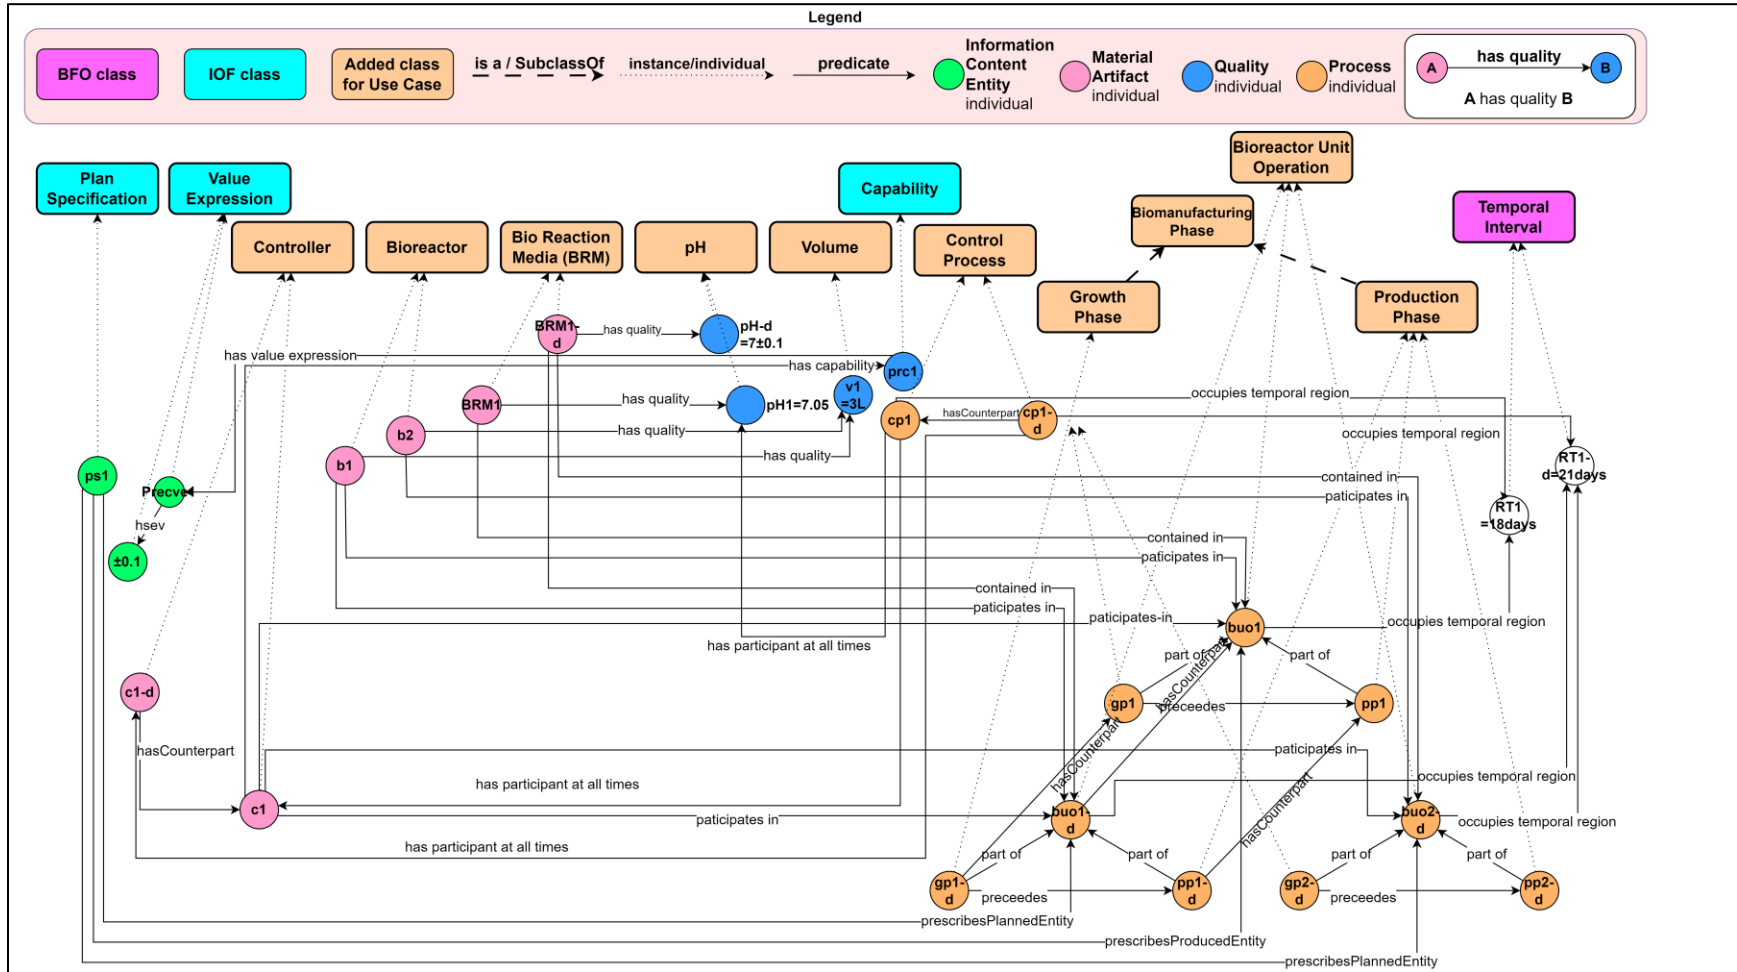 Legend
BFO class
IOF class
Added class
for Use Case
is a / SubclassOf
instance/individual
predicate
Information
Content
Entity
individual
Material
Artifact
individual
Quality
individual
Process
individual
A
has quality
B
A has quality B
Plan
Specification
Value
Expression
Controller
Bioreactor
Bio Reaction
Media (BRM)
pH
Volume
Capability
Control
Process
Biomanufacturing
Phase
Bioreactor Unit
Operation
Growth
Phase
Production
Phase
Temporal
Interval
BRM1-
d
has quality
pH-d
=7±0.1
has value expression
has capability
prc1
BRM1
has quality
pH1=7.05
v1
=3L
occupies temporal region
b2
has quality
cp1
hasCounterpart
cp1-
d
occupies temporal region
b1
has quality
ps1
Precve
hsev
±0.1
contained in
paticipates in
RT1-
d=21days
RT1
=18days
contained in
paticipates in
contained in
paticipates in
paticipates-in
has participant at all times
buo1
occupies temporal region
part of
part of
hasCounterpart
c1-d
gp1
preceedes
pp1
hasCounterpart
hasCounterpart
paticipates in
has participant at all times
occupies temporal region
c1
paticipates in
buo1-
d
hasCounterpart
buo2-
d
occupies temporal region
has participant at all times
part of
part of
part of
part of
gp1-
d
preceedes
pp1-
d
gp2-
d
preceedes
pp2-
d
prescribesPlannedEntity
prescribesProducedEntity
prescribesPlannedEntity